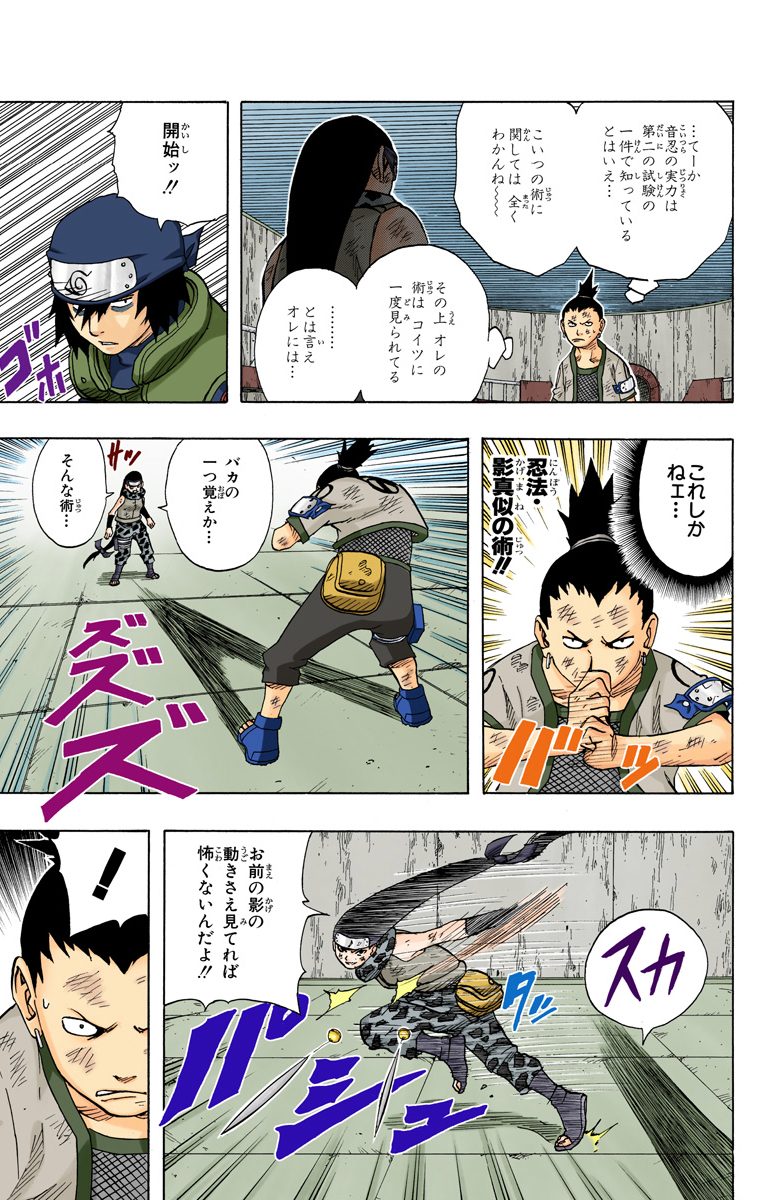 …てーか
音忍の実力は
第二の試験の
一件で知っている
とはいえ…
こいつの術に
関しては 全く
わかんね〜〜
その上 オレの
術は コイツに
一度見られてる
………
とは言え
オレには…
開始ッ!!
ゴホ
これしか
ねェ…
忍法・
影真似の術!!
バッ
バカの
一つ覚えか…
そんな術…
サッ
ズズズズ
スカ
お前の影の
動きさえ見てれば
怖くないんだよ!!
タッ
バシュ
!